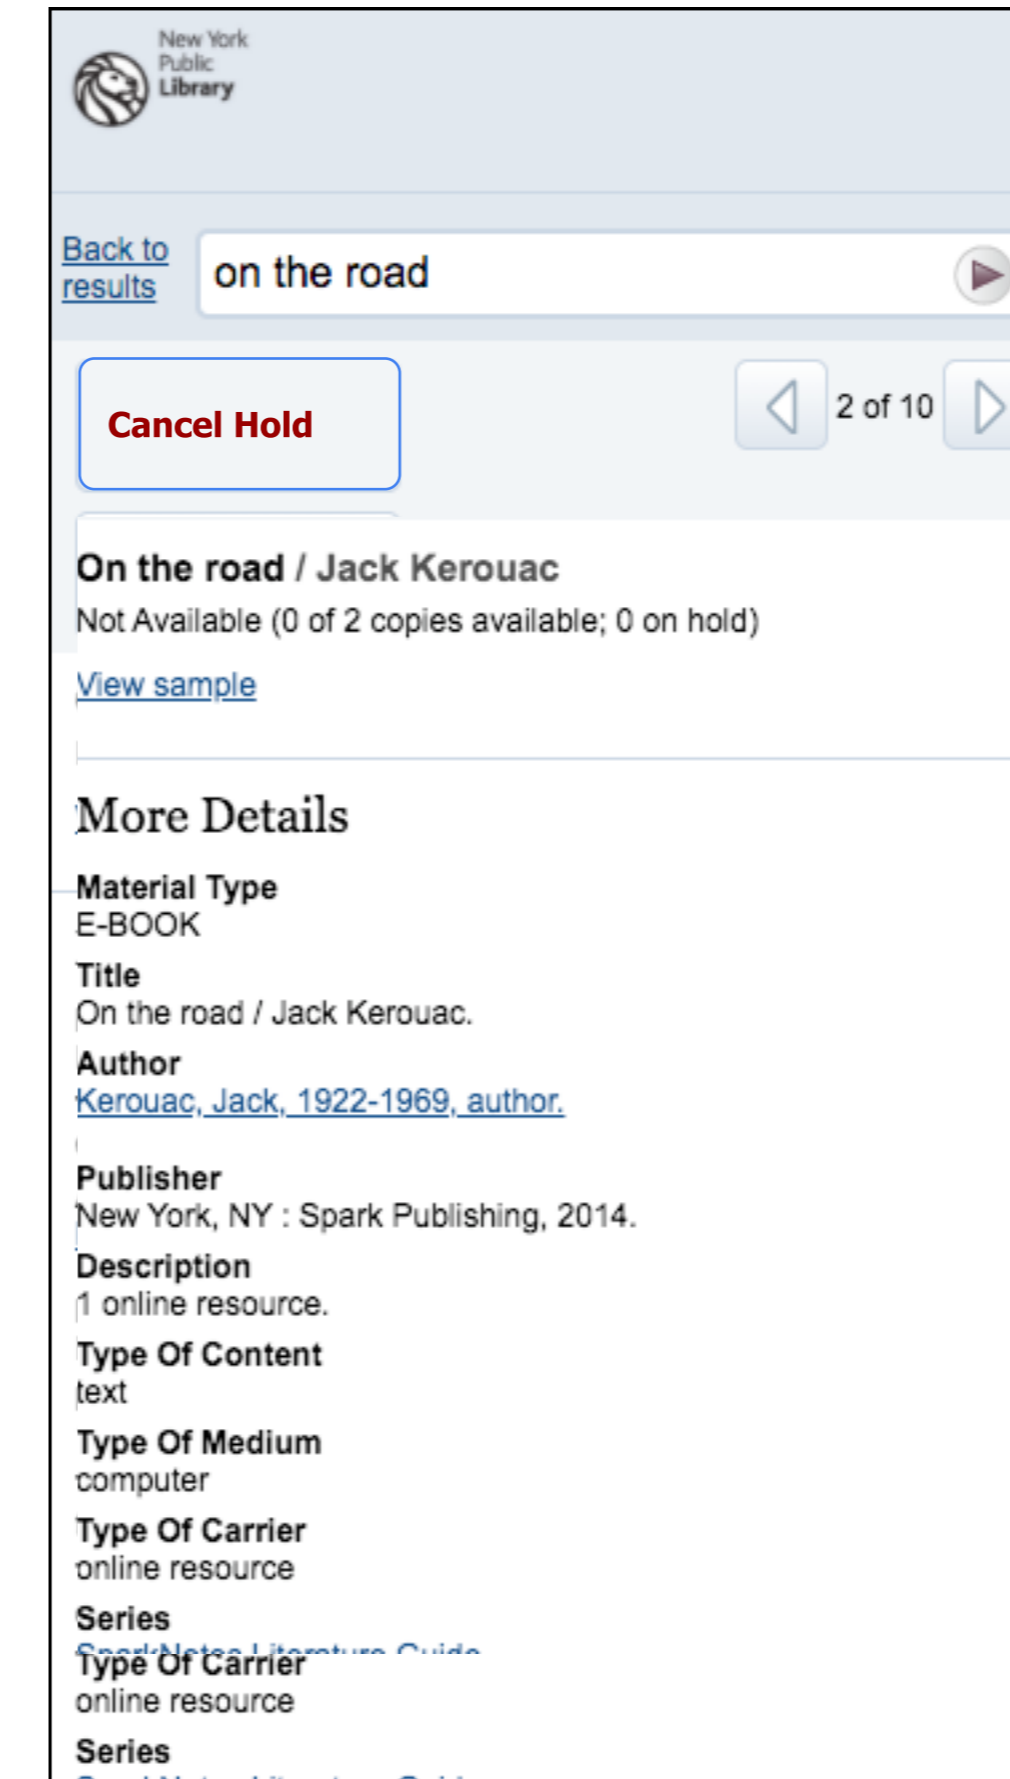 New York
Public
Library
Back to
results
on the road
Cancel Hold
2 of 10
On the road / Jack Kerouac
Not Available (0 of 2 copies available; 0 on hold)
View sample
More Details
Material Type
E-BOOK
Title
On the road / Jack Kerouac.
Author
Kerouac, Jack, 1922-1969, author.
Publisher
New York, NY : Spark Publishing, 2014.
Description
1 online resource.
Type Of Content
text
Type Of Medium
computer
Type Of Carrier
online resource
Series
SparkNotes Literature Guide
Type Of Carrier
online resource
Series